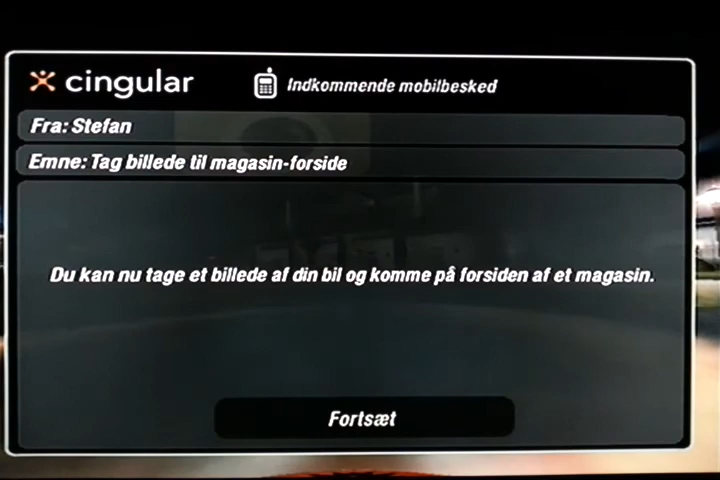 cingular
Indkommende mobilbesked
Fra: Stefan
Emne: Tag billede til magasin-forside
Du kan nu tage et billede af din bil og komme på forsiden af et magasin.
Fortsæt